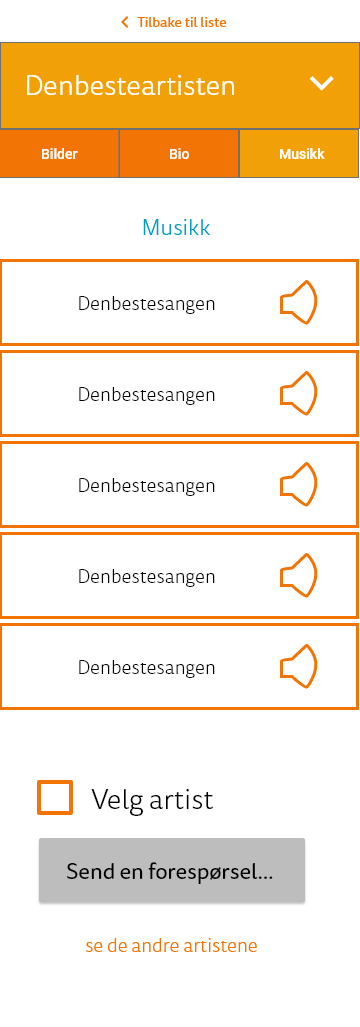 Tilbake til liste
Denbesteartisten
Bilder
Bio
Musikk
Musikk
Denbestesangen
Denbestesangen
Denbestesangen
Denbestesangen
Denbestesangen
Velg artist
Send en forespørsel...
se de andre artistene